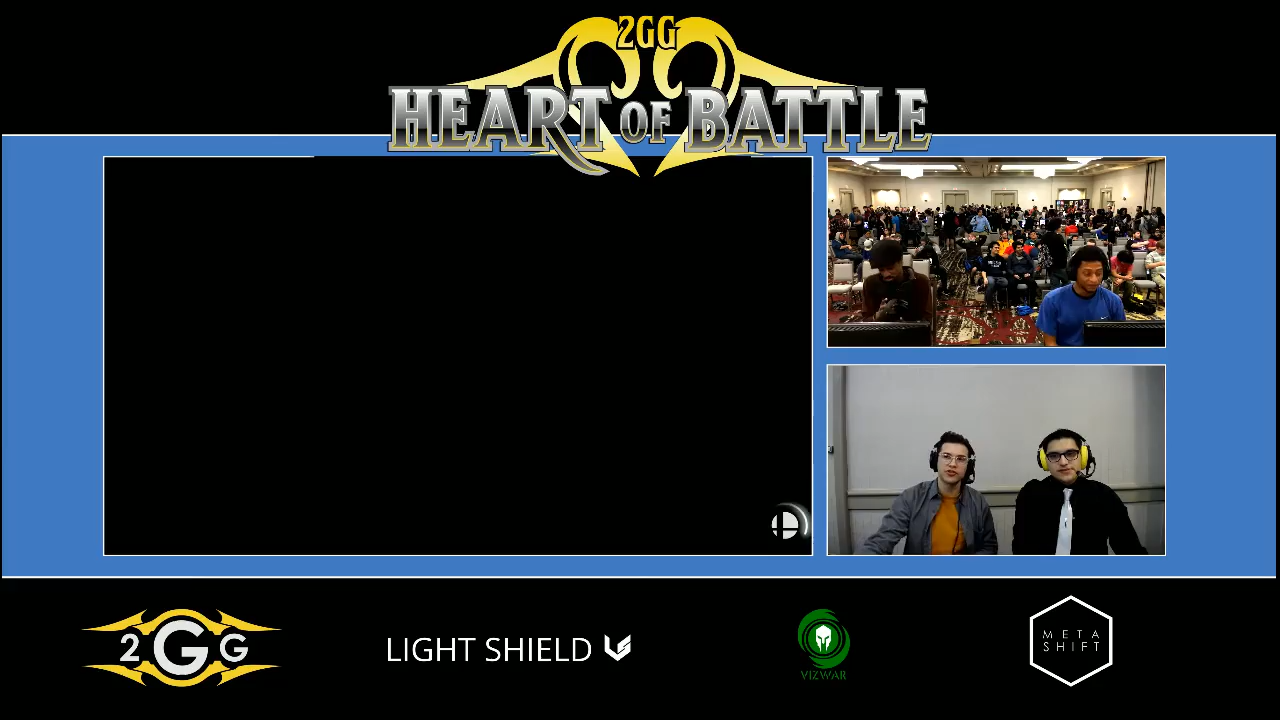 2GG
HEART OF BATTLE
2GG
LIGHT SHIELD
VIZWAR
META
SHIFT